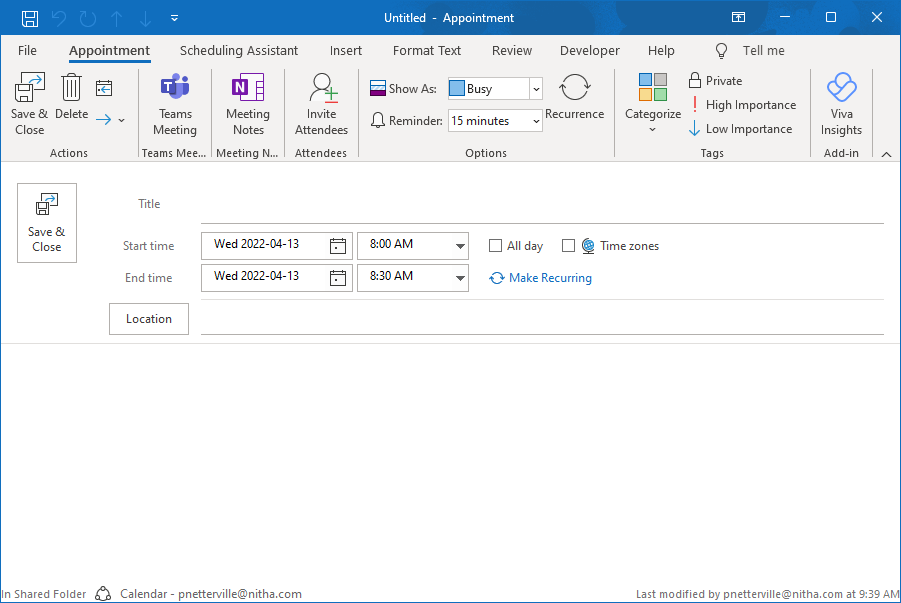 Untitled - Appointment
File Appointment Scheduling Assistant Insert Format Text Review Developer Help Tell me
Save & Close
Delete
Teams Meeting
Meeting Notes
Invite Attendees
Show As: Busy
Reminder: 15 minutes
Recurrence
Categorize
Private
High Importance
Low Importance
Viva Insights
Actions Teams Mee... Meeting N... Attendees Options Tags Add-in
Save & Close
Title
Start time Wed 2022-04-13 8:00 AM All day Time zones
End time Wed 2022-04-13 8:30 AM Make Recurring
Location
In Shared Folder Calendar - pnetterville@nitha.com Last modified by pnetterville@nitha.com at 9:39 AM